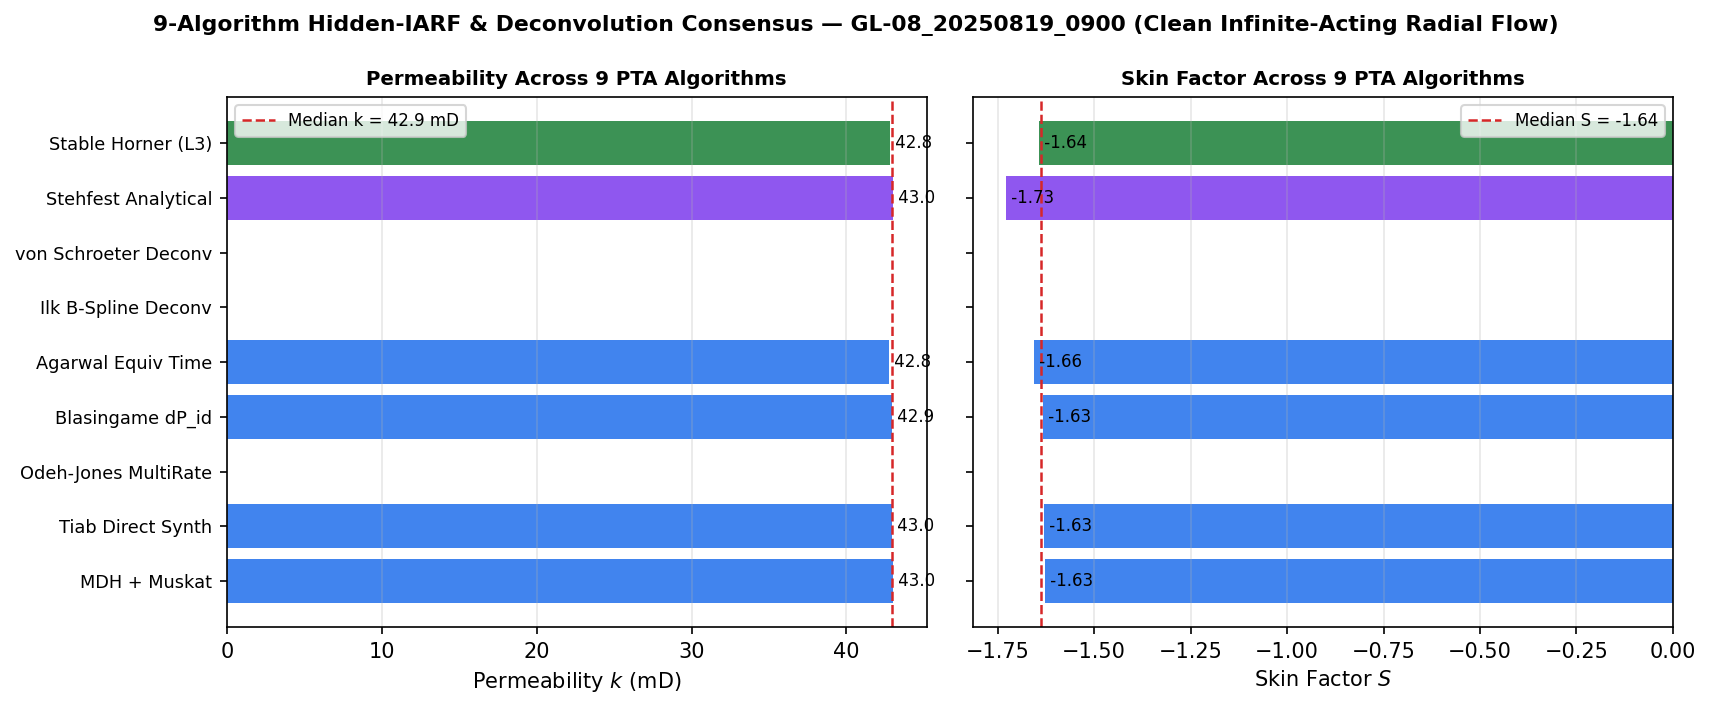 9-Algorithm Hidden-IARF & Deconvolution Consensus — GL-08_20250819_0900 (Clean Infinite-Acting Radial Flow)
Permeability Across 9 PTA Algorithms
Median k = 42.9 mD
Stable Horner (L3)
42.8
Stehfest Analytical
43.0
von Schroeter Deconv
Ilk B-Spline Deconv
Agarwal Equiv Time
42.8
Blasingame dP_id
42.9
Odeh-Jones MultiRate
Tiab Direct Synth
43.0
MDH + Muskat
43.0
0 10 20 30 40
Permeability k (mD)
Skin Factor Across 9 PTA Algorithms
Median S = -1.64
-1.64
-1.73
-1.66
-1.63
-1.63
-1.63
−1.75 −1.50 −1.25 −1.00 −0.75 −0.50 −0.25 0.00
Skin Factor S